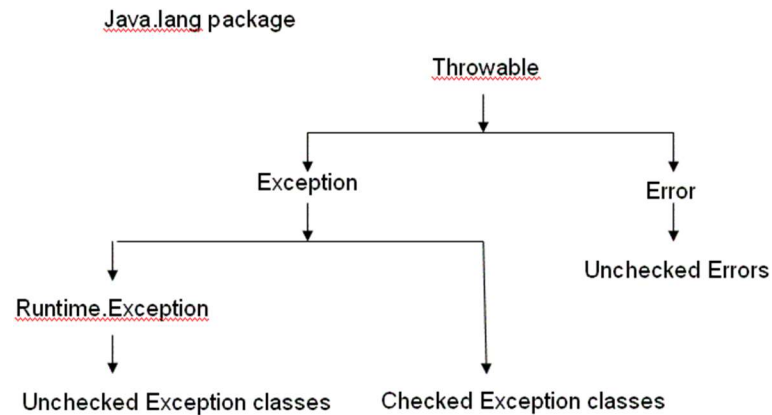 Java.lang package
Throwable
Exception
Error
Unchecked Errors
Runtime.Exception
Unchecked Exception classes
Checked Exception classes